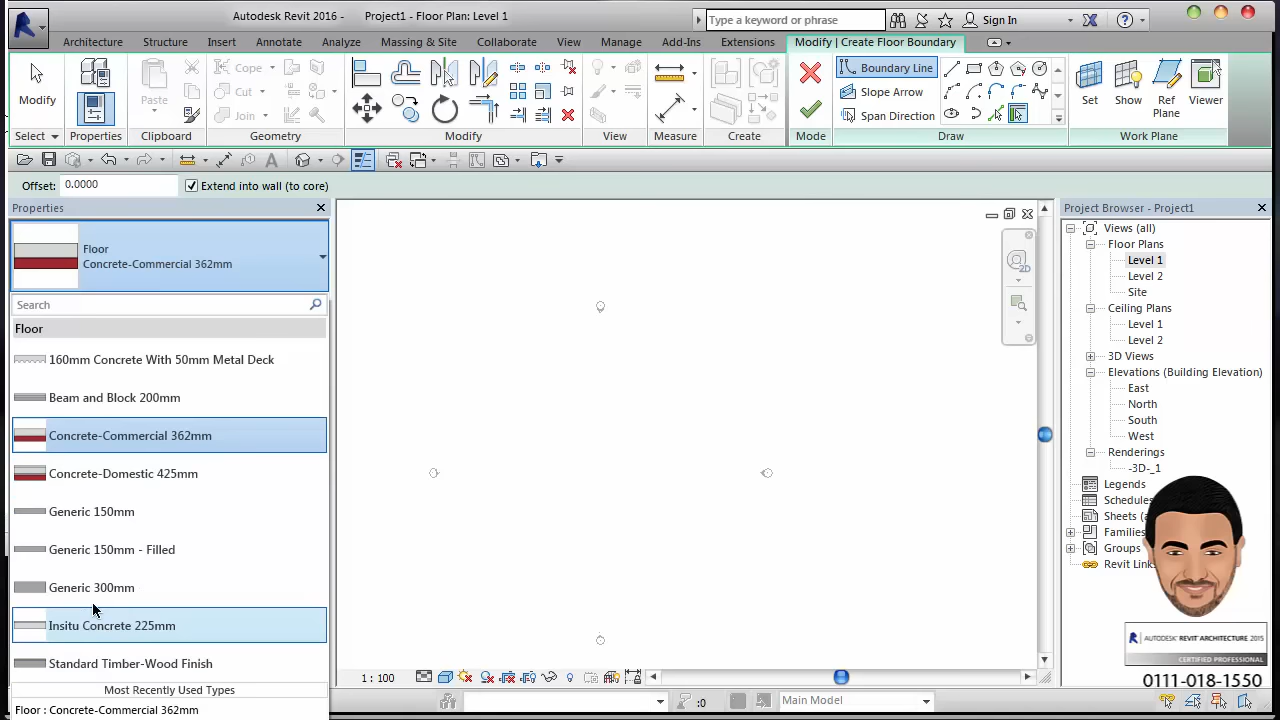 Autodesk Revit 2016 -
Project1 - Floor Plan: Level 1
Type a keyword or phrase
Sign In
Architecture
Structure
Insert
Annotate
Analyze
Massing & Site
Collaborate
View
Manage
Add-Ins
Extensions
Modify | Create Floor Boundary
Modify
Paste
Cope
Cut
Join
Boundary Line
Slope Arrow
Span Direction
Set
Show
Ref
Plane
Viewer
Select
Properties
Clipboard
Geometry
Modify
View
Measure
Create
Mode
Draw
Work Plane
Offset:
0.0000
Extend into wall (to core)
Properties
Floor
Concrete-Commercial 362mm
Search
Floor
160mm Concrete With 50mm Metal Deck
Beam and Block 200mm
Concrete-Commercial 362mm
Concrete-Domestic 425mm
Generic 150mm
Generic 150mm - Filled
Generic 300mm
Insitu Concrete 225mm
Standard Timber-Wood Finish
Most Recently Used Types
Floor : Concrete-Commercial 362mm
2D
1 : 100
:0
Main Model
Project Browser - Project1
Views (all)
Floor Plans
Level 1
Level 2
Site
Ceiling Plans
Level 1
Level 2
3D Views
Elevations (Building Elevation)
East
North
South
West
Renderings
-3D-_1
Legends
Schedules
Sheets (a
Families
Groups
Revit Link
AUTODESK® REVIT® ARCHITECTURE 2015
CERTIFIED PROFESSIONAL
0111-018-1550